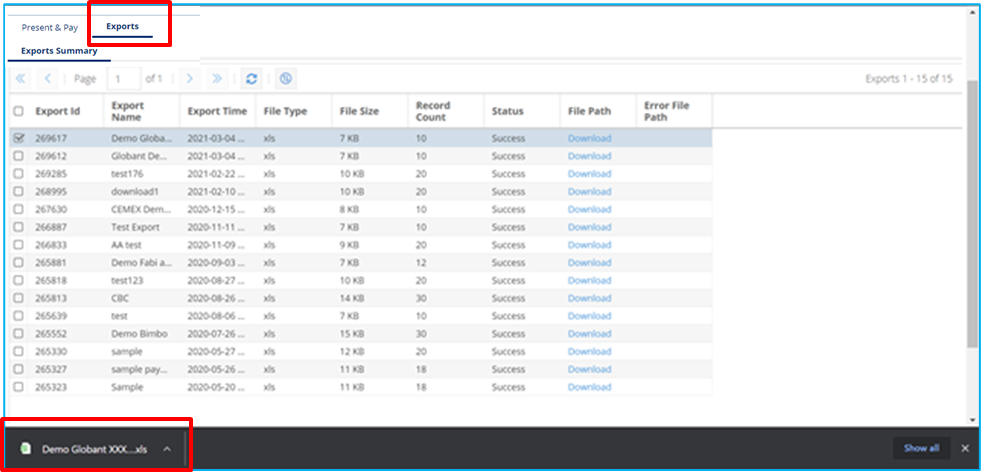 Present & Pay Exports
Exports Summary
Page 1 of 1 Exports 1 - 15 of 15
Export Id Export Name Export Time File Type File Size Record Count Status File Path Error File Path
269617 Demo Globa... 2021-03-04 ... xls 7 KB 10 Success Download
269612 Globant De... 2021-03-04 ... xls 7 KB 10 Success Download
269285 test176 2021-02-22 ... xls 10 KB 20 Success Download
268995 download1 2021-02-10 ... xls 10 KB 20 Success Download
267630 CEMEX Dem... 2020-12-15 ... xls 8 KB 10 Success Download
266887 Test Export 2020-11-11 ... xls 7 KB 10 Success Download
266833 AA test 2020-11-09 ... xls 9 KB 20 Success Download
265881 Demo Fabi a... 2020-09-03 ... xls 7 KB 12 Success Download
265818 test123 2020-08-27 ... xls 10 KB 20 Success Download
265813 CBC 2020-08-26 ... xls 14 KB 30 Success Download
265639 test 2020-08-06 ... xls 7 KB 10 Success Download
265552 Demo Bimbo 2020-07-26 ... xls 15 KB 30 Success Download
265330 sample 2020-05-27 ... xls 12 KB 20 Success Download
265327 sample pay... 2020-05-26 ... xls 11 KB 18 Success Download
265323 Sample 2020-05-20 ... xls 11 KB 18 Success Download
Demo Globant XXX....xls Show all